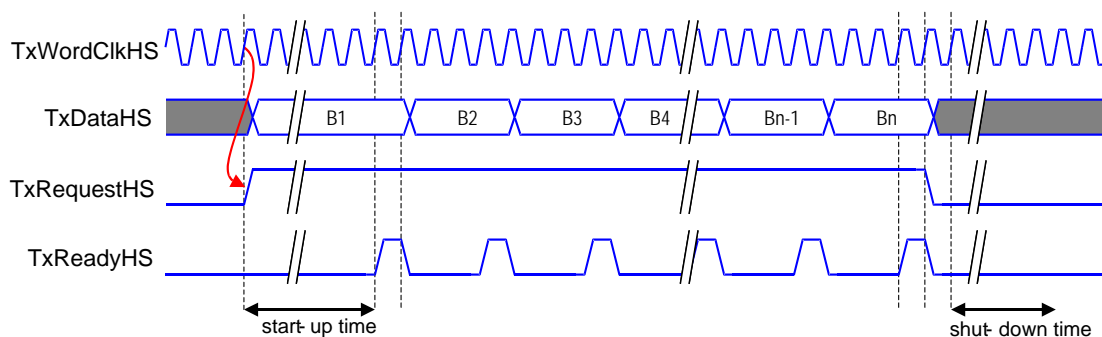 TxWordClkHS
TxDataHS
B1 B2 B3 B4 Bn-1 Bn
TxRequestHS
TxReadyHS
start- up time
shut- down time